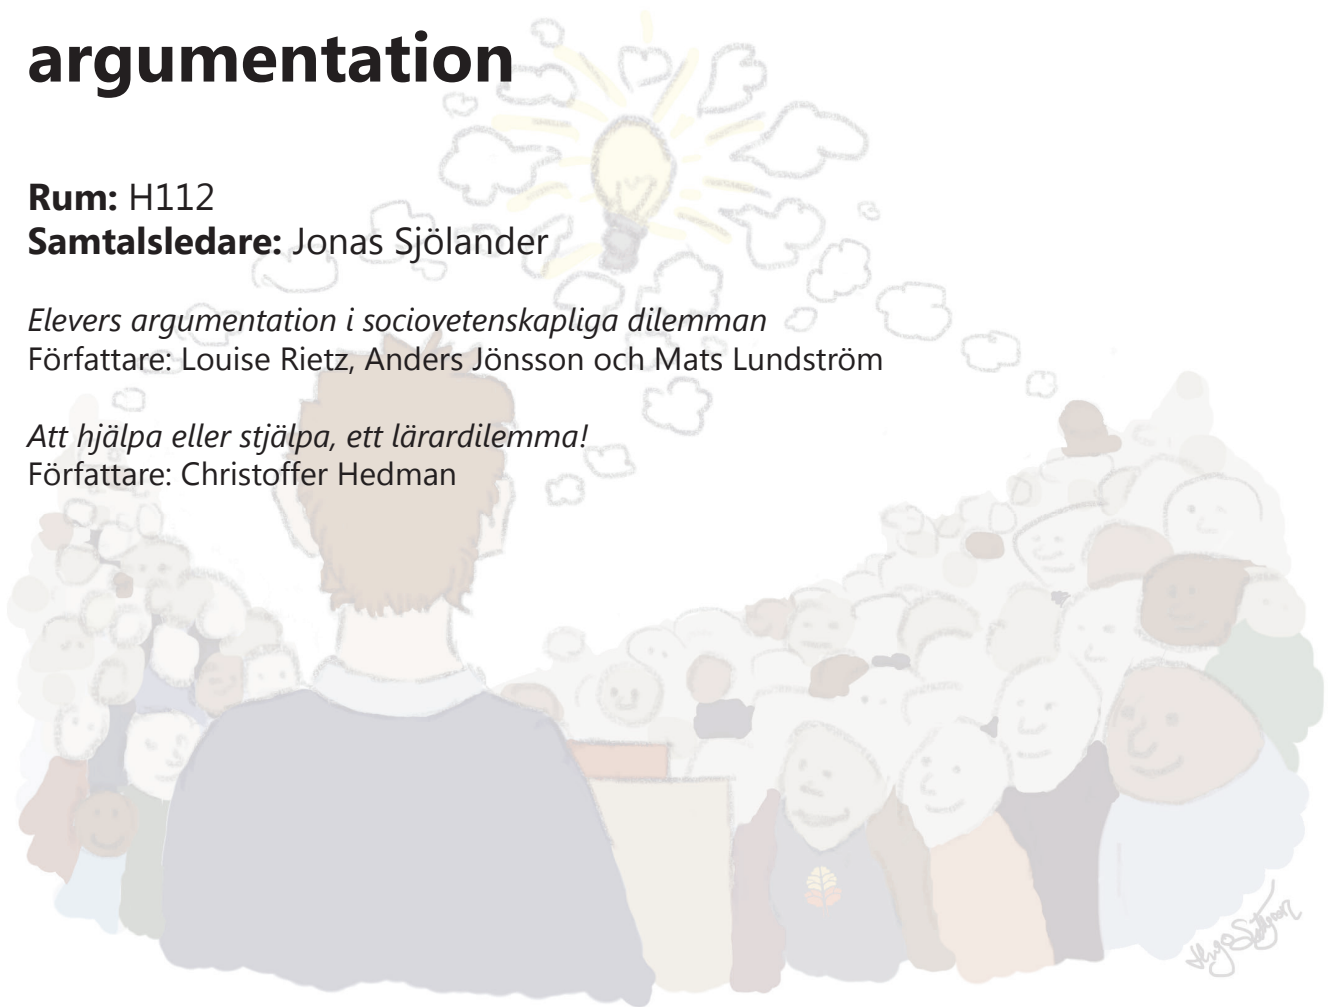 argumentation
Rum: H112
Samtalsledare: Jonas Sjölander
Elevers argumentation i sociovetenskapliga dilemman
Författare: Louise Rietz, Anders Jönsson och Mats Lundström
Att hjälpa eller stjälpa, ett lärardilemma!
Författare: Christoffer Hedman